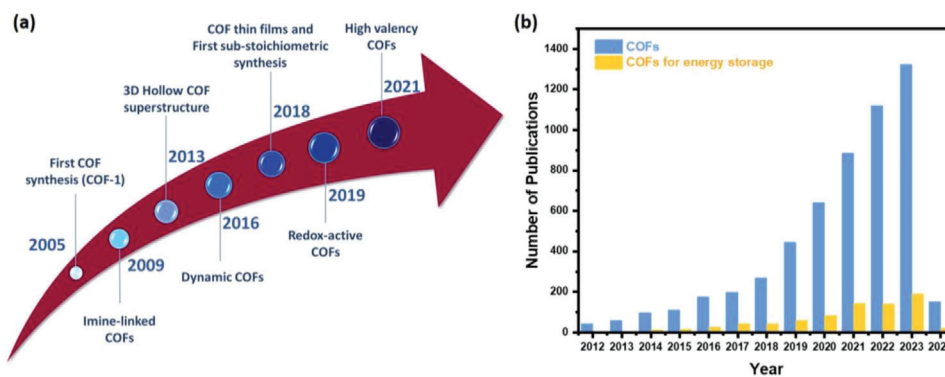 (a)
COF thin films and
First sub-stoichiometric
synthesis
High valency
COFs
2021
3D Hollow COF
superstructure
2018
2013
First COF
synthesis (COF-1)
2019
2005
2016
Redox-active
COFs
2009
Dynamic COFs
Imine-linked
COFs
(b)
COFs
COFs for energy storage
Number of Publications
1400
1200
1000
800
600
400
200
0
2012 2013 2014 2015 2016 2017 2018 2019 2020 2021 2022 2023 202
Year